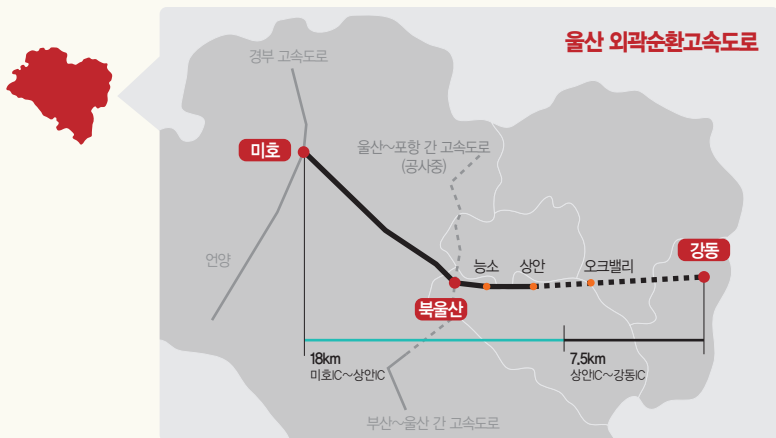 울산 외곽순환고속도로
경부 고속도로
미호
울산~포항 간 고속도로
(공사중)
강동
언양
능소
상안
오크밸리
북울산
18km
미호IC~상안IC
7.5km
상안IC~강동IC
부산~울산 간 고속도로